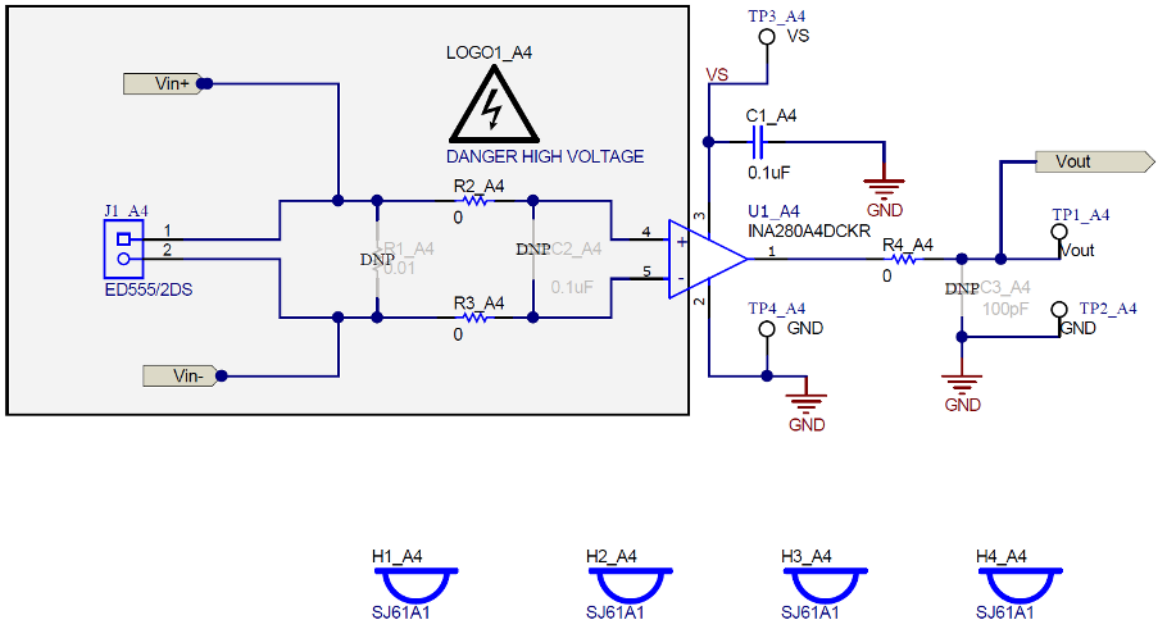 TP3_A4
VS
LOGO1_A4
VS
Vin+
C1_A4
DANGER HIGH VOLTAGE
0.1uF
Vout
R2_A4
0
GND
J1_A4
1
2
ED555/2DS
R1_A4
DNP
0.01
DNP
C2_A4
0.1uF
4
+
5
-
3
2
U1_A4
INA280A4DCKR
1
R4_A4
0
TP1_A4
Vout
DNP
C3_A4
100pF
R3_A4
0
TP4_A4
GND
TP2_A4
GND
Vin-
GND
GND
H1_A4
H2_A4
H3_A4
H4_A4
SJ61A1
SJ61A1
SJ61A1
SJ61A1